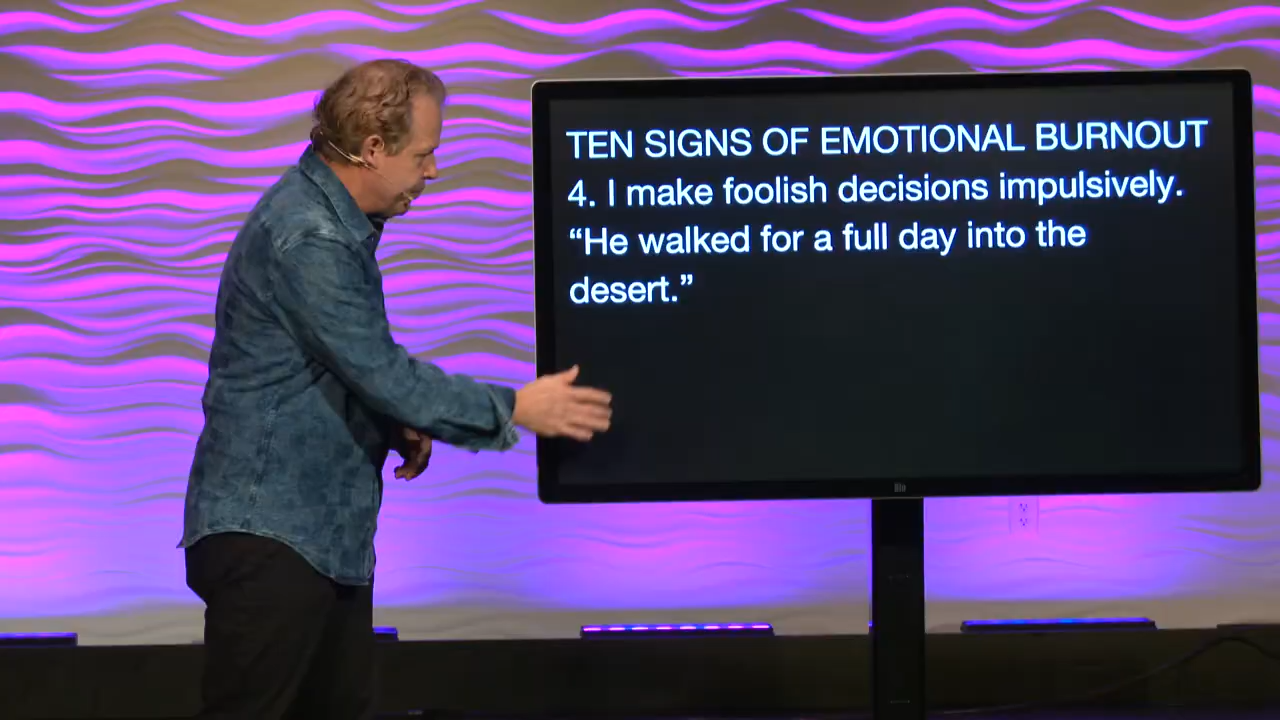 TEN SIGNS OF EMOTIONAL BURNOUT
4. I make foolish decisions impulsively.
“He walked for a full day into the
desert.”